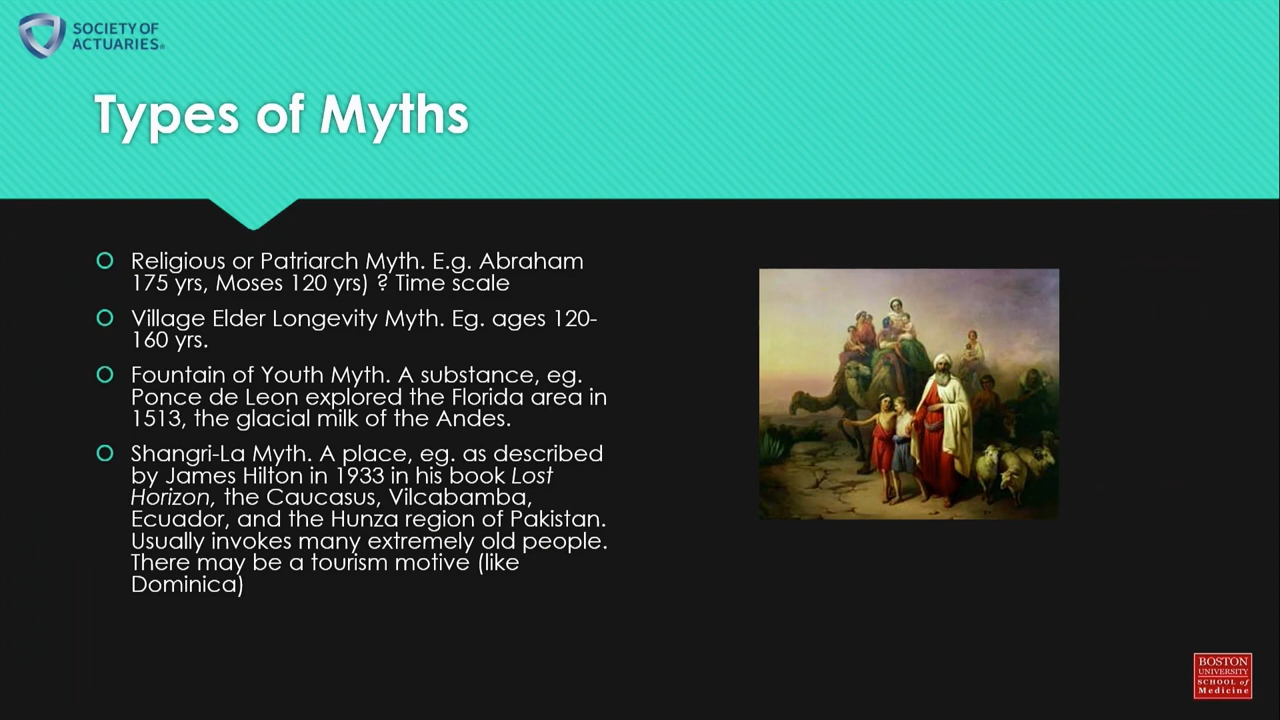 SOCIETY OF
ACTUARIES®
Types of Myths
Religious or Patriarch Myth. E.g. Abraham
175 yrs, Moses 120 yrs) ? Time scale
Village Elder Longevity Myth. Eg. ages 120-
160 yrs.
Fountain of Youth Myth. A substance, eg.
Ponce de Leon explored the Florida area in
1513, the glacial milk of the Andes.
Shangri-La Myth. A place, eg. as described
by James Hilton in 1933 in his book Lost
Horizon, the Caucasus, Vilcabamba,
Ecuador, and the Hunza region of Pakistan.
Usually invokes many extremely old people.
There may be a tourism motive (like
Dominica)
BOSTON
UNIVERSITY
SCHOOL of
Medicine